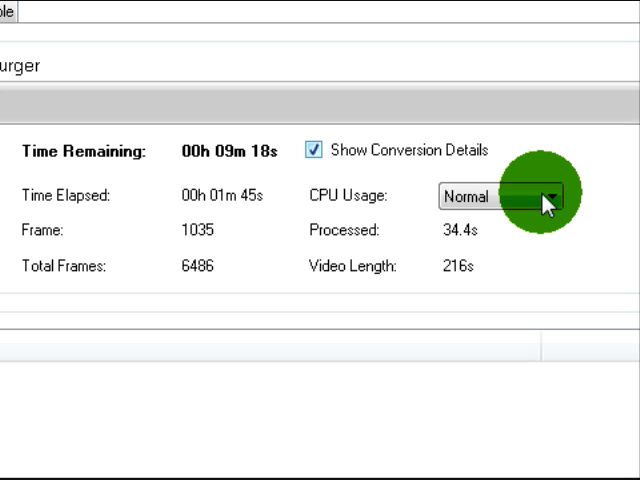 ole
urger
Time Remaining: 00h 09m 18s Show Conversion Details
Time Elapsed: 00h 01m 45s CPU Usage: Normal
Frame: 1035 Processed: 34.4s
Total Frames: 6486 Video Length: 216s